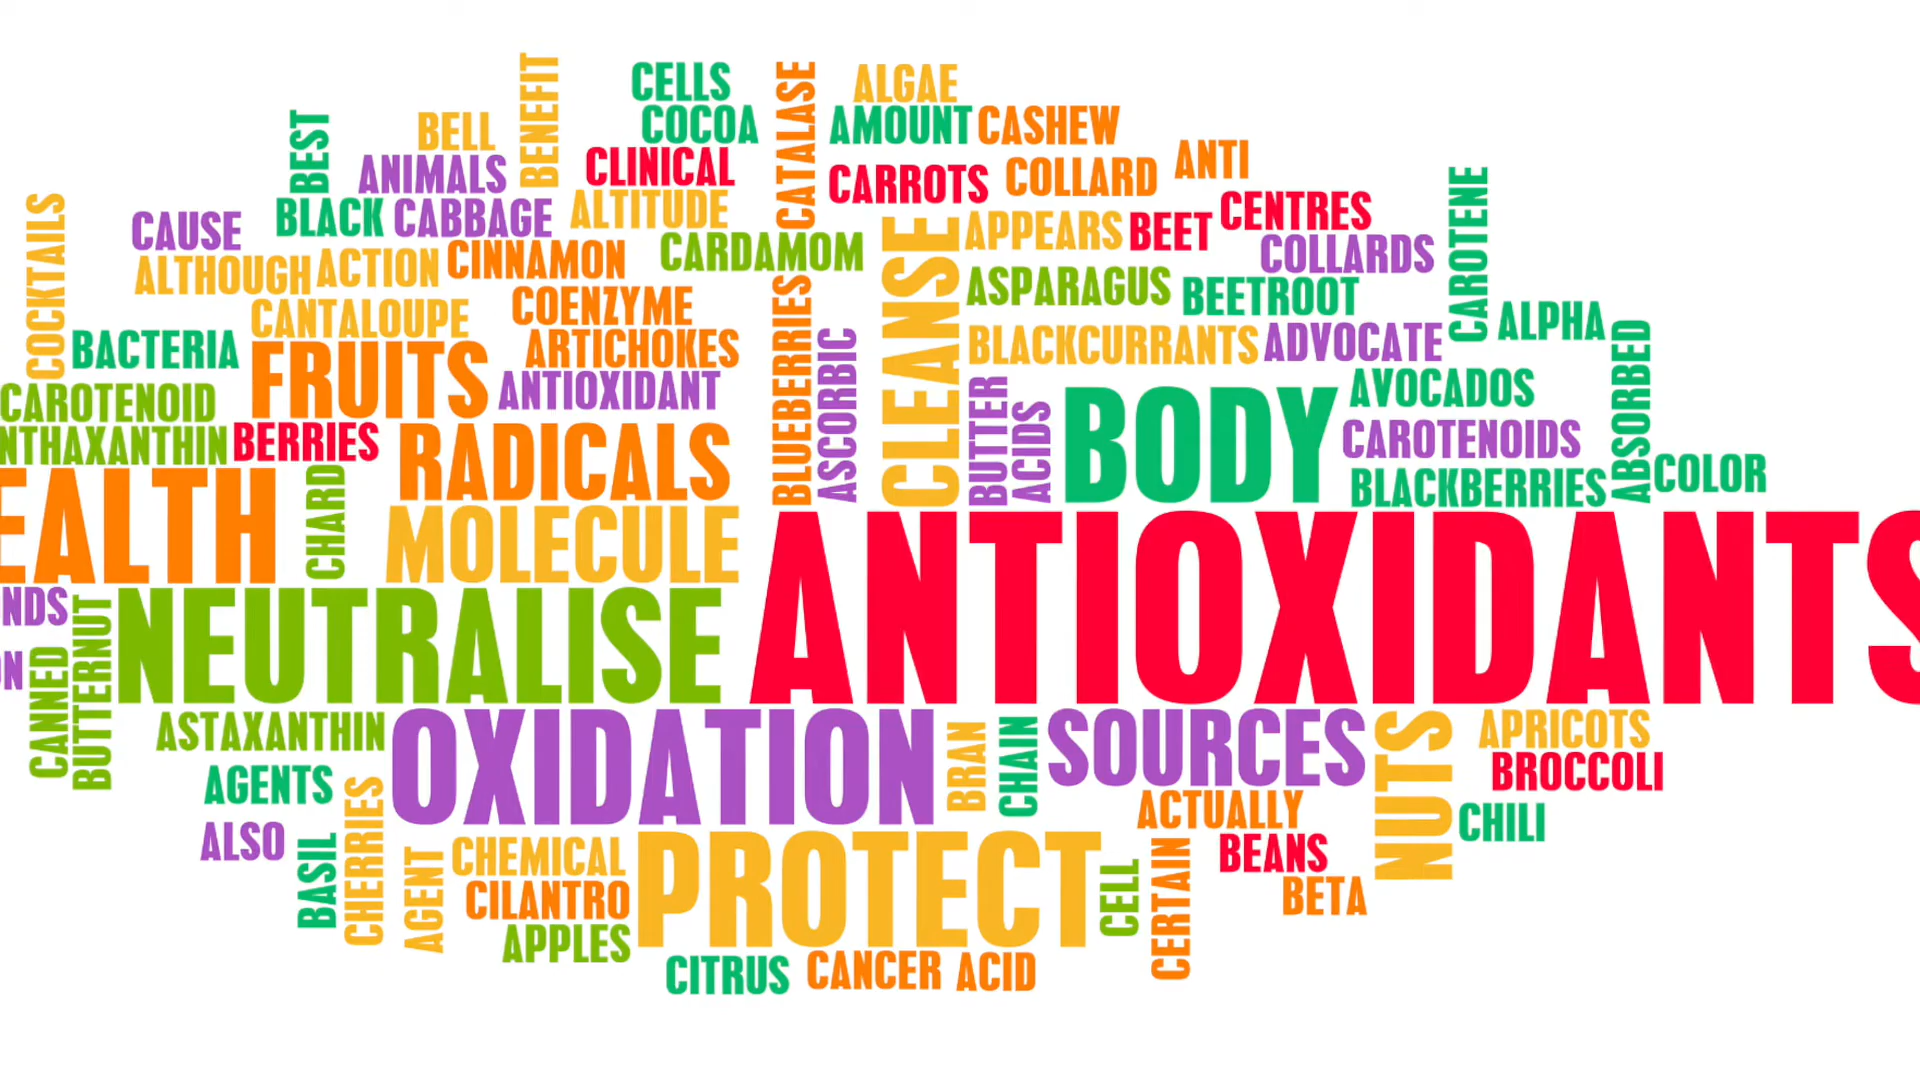 BENEFIT
CELLS
CATALASE
ALGAE
COCOA
AMOUNT
CASHEW
BEST
BELL
CLINICAL
ANIMALS
CARROTS
COLLARD
ANTI
CAROTENE
COCKTAILS
CAUSE
BLACK
CABBAGE
ALTITUDE
CENTRES
CLEANSE
APPEARS
BEET
COLLARDS
CARDAMOM
ALTHOUGH
ACTION
CINNAMON
ASPARAGUS
BEETROOT
BLUEBERRIES
COENZYME
CANTALOUPE
ALPHA
BACTERIA
FRUITS
ARTICHOKES
ASCORBIC
BLACKCURRANTS
ADVOCATE
ABSORBED
CAROTENOID
ANTIOXIDANT
BUTTER
ACIDS
BODY
AVOCADOS
NTHAXANTHIN
BERRIES
RADICALS
CAROTENOIDS
BLACKBERRIES
COLOR
EALTH
CHARD
MOLECULE
ANTIOXIDANTS
NDS
BUTTERNUT
NEUTRALISE
ON
CANNED
ASTAXANTHIN
OXIDATION
BRAN
CHAIN
SOURCES
NUTS
APRICOTS
BROCCOLI
AGENTS
CHERRIES
ACTUALLY
CHILI
ALSO
BASIL
AGENT
CHEMICAL
PROTECT
CELL
CERTAIN
BEANS
CILANTRO
BETA
APPLES
CITRUS
CANCER
ACID